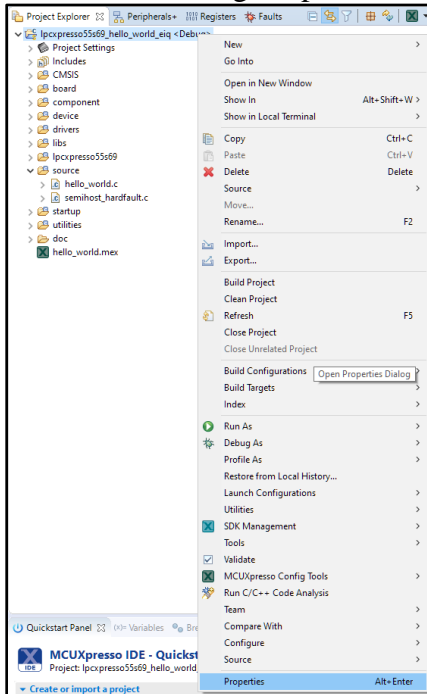 Project Explorer Peripherals+ Registers Faults
lpcxpresso55s69_hello_world_eiq <Debug>
Project Settings
Includes
CMSIS
board
component
device
drivers
libs
lpcxpresso55s69
source
hello_world.c
semihost_hardfault.c
startup
utilities
doc
hello_world.mex
New
Go Into
Open in New Window
Show In Alt+Shift+W
Show in Local Terminal
Copy Ctrl+C
Paste Ctrl+V
Delete Delete
Source
Move...
Rename... F2
Import...
Export...
Build Project
Clean Project
Refresh F5
Close Project
Close Unrelated Project
Build Configurations
Open Properties Dialog
Build Targets
Index
Run As
Debug As
Profile As
Restore from Local History...
Launch Configurations
Utilities
SDK Management
Tools
Validate
MCUXpresso Config Tools
Run C/C++ Code Analysis
Team
Compare With
Configure
Source
Properties Alt+Enter
Quickstart Panel (x)= Variables Bre
IDE
MCUXpresso IDE - Quickst
Project: lpcxpresso55s69_hello_world
Create or import a project